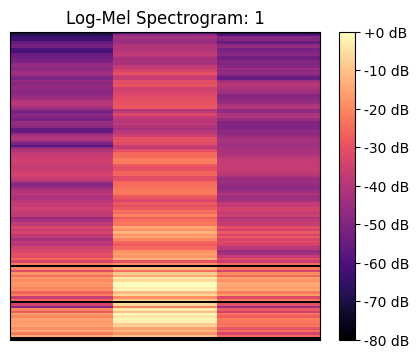 Log-Mel Spectrogram: 1
+0 dB
-10 dB
-20 dB
-30 dB
-40 dB
-50 dB
-60 dB
-70 dB
-80 dB